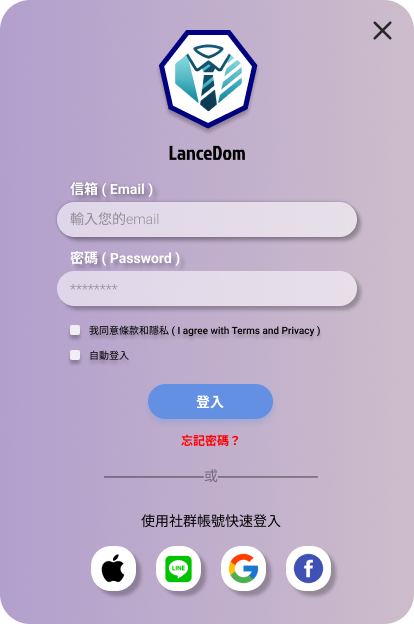 LanceDom
信箱 ( Email )
輸入您的email
密碼 ( Password )
********
我同意條款和隱私 ( I agree with Terms and Privacy )
自動登入
登入
忘記密碼？
或
使用社群帳號快速登入
LINE